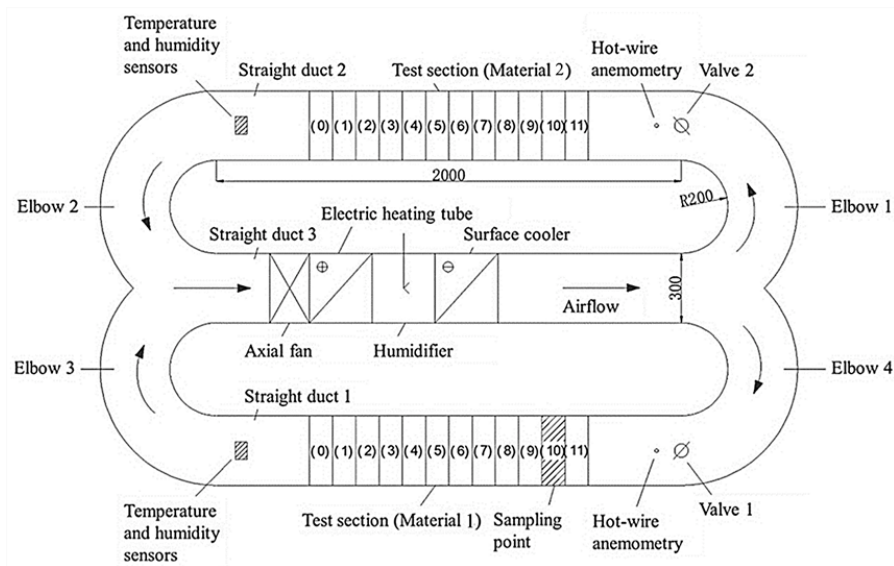 Temperature
and humidity
sensors
Straight duct 2
Test section (Material 2)
Hot-wire
anemometry
Valve 2
(0) (1) (2) (3) (4) (5) (6) (7) (8) (9) (10) (11)
2000
R200
Elbow 2
Elbow 1
Electric heating tube
Straight duct 3
Surface cooler
300
Airflow
Axial fan
Humidifier
Elbow 3
Elbow 4
Straight duct 1
(0) (1) (2) (3) (4) (5) (6) (7) (8) (9) (10) (11)
Temperature
and humidity
sensors
Test section (Material 1)
Sampling
point
Hot-wire
anemometry
Valve 1